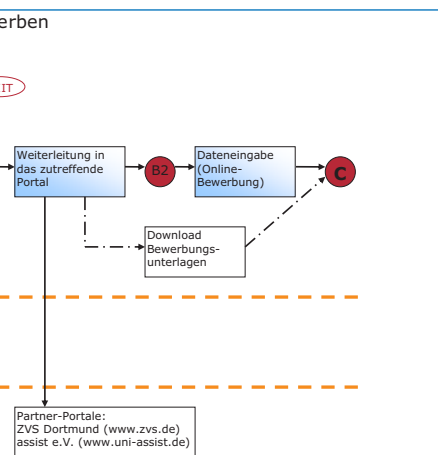 erben
IT
Weiterleitung in
das zutreffende
Portal
B2
Dateneingabe
(Online-
Bewerbung)
C
Download
Bewerbungs-
unterlagen
Partner-Portale:
ZVS Dortmund (www.zvs.de)
assist e.V. (www.uni-assist.de)